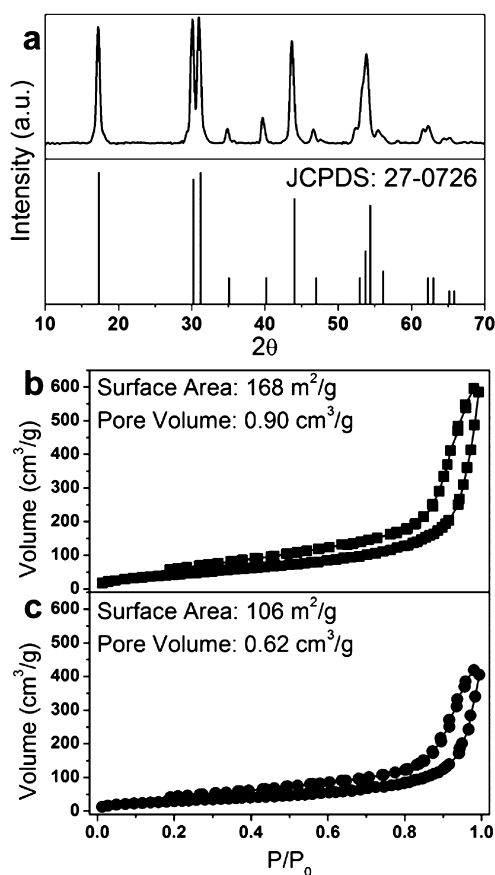 a
Intensity (a.u.)
JCPDS: 27-0726
10 20 30 40 50 60 70
2θ
b
Surface Area: 168 m²/g
Pore Volume: 0.90 cm³/g
Volume (cm³/g)
600
500
400
300
200
100
0
c
Surface Area: 106 m²/g
Pore Volume: 0.62 cm³/g
Volume (cm³/g)
600
500
400
300
200
100
0
0.0 0.2 0.4 0.6 0.8 1.0
P/P₀